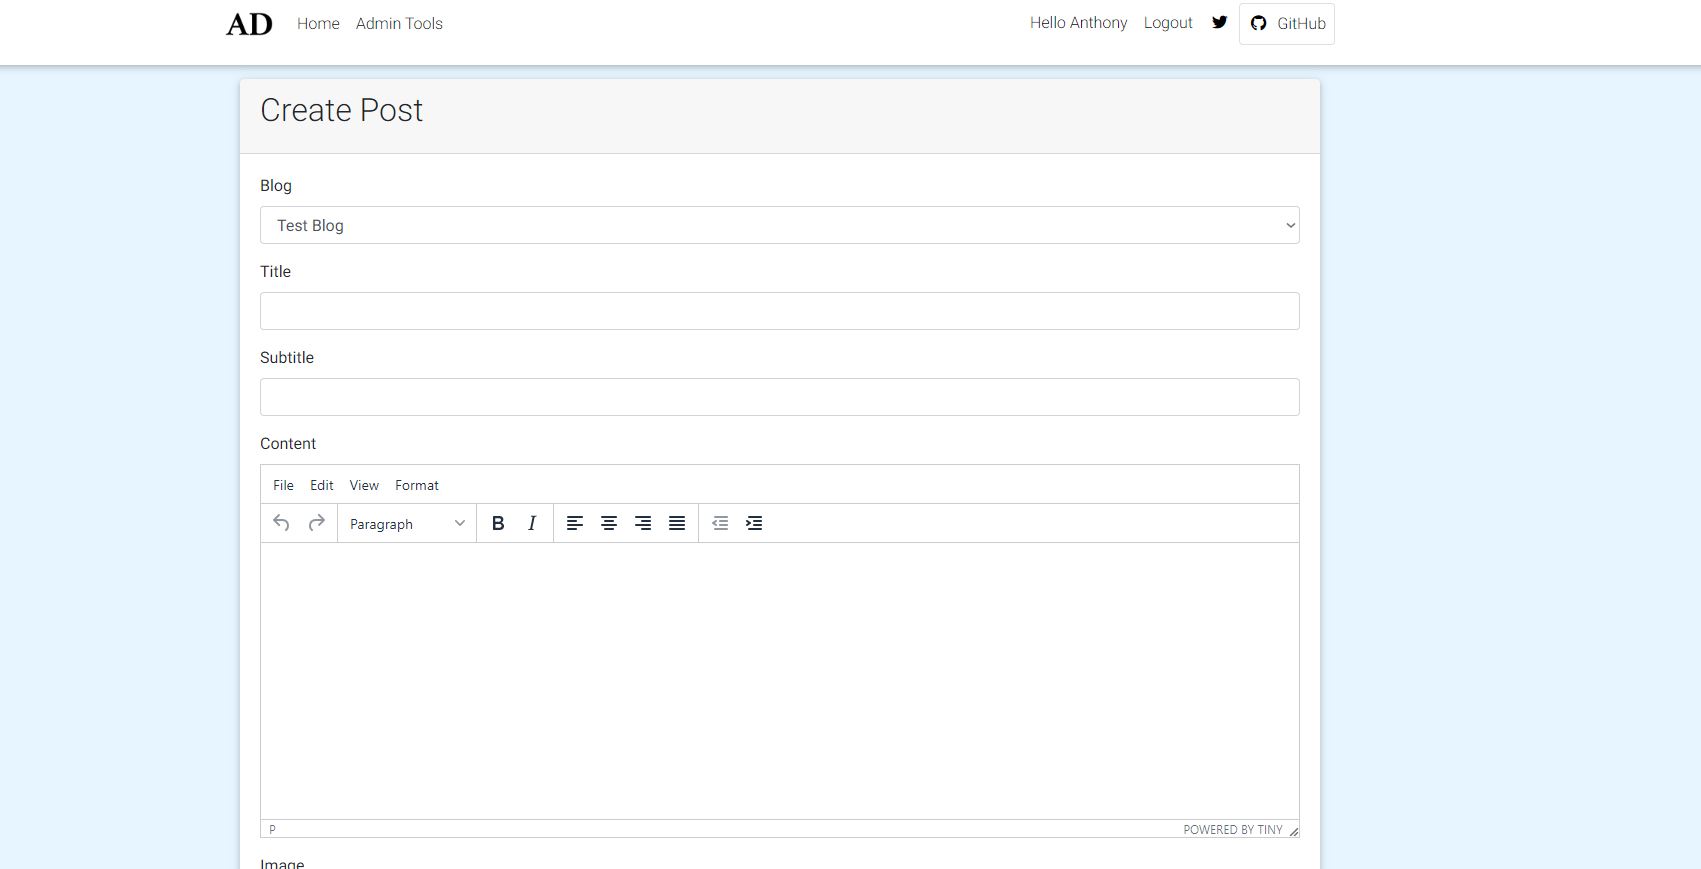 AD Home Admin Tools Hello Anthony Logout GitHub
Create Post
Blog
Test Blog
Title
Subtitle
Content
File Edit View Format
Paragraph B I
P POWERED BY TINY
Image